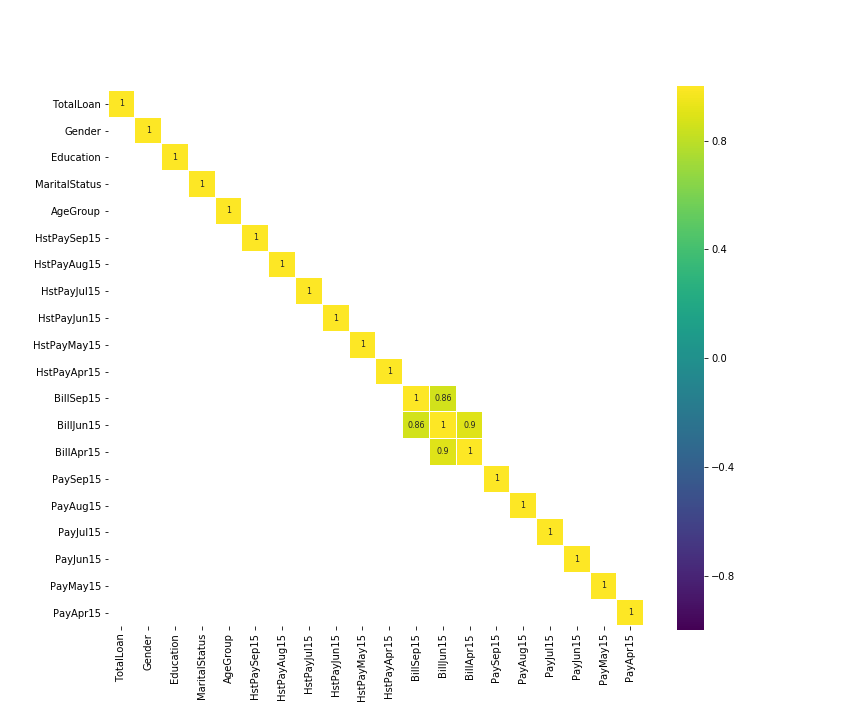 TotalLoan 1
Gender 1
Education 1
MaritalStatus 1
AgeGroup 1
HstPaySep15 1
HstPayAug15 1
HstPayJul15 1
HstPayJun15 1
HstPayMay15 1
HstPayApr15 1
BillSep15 1 0.86
BillJun15 0.86 1 0.9
BillApr15 0.9 1
PaySep15 1
PayAug15 1
PayJul15 1
PayJun15 1
PayMay15 1
PayApr15 1
TotalLoan
Gender
Education
MaritalStatus
AgeGroup
HstPaySep15
HstPayAug15
HstPayJul15
HstPayJun15
HstPayMay15
HstPayApr15
BillSep15
BillJun15
BillApr15
PaySep15
PayAug15
PayJul15
PayJun15
PayMay15
PayApr15
0.8
0.4
0.0
−0.4
−0.8